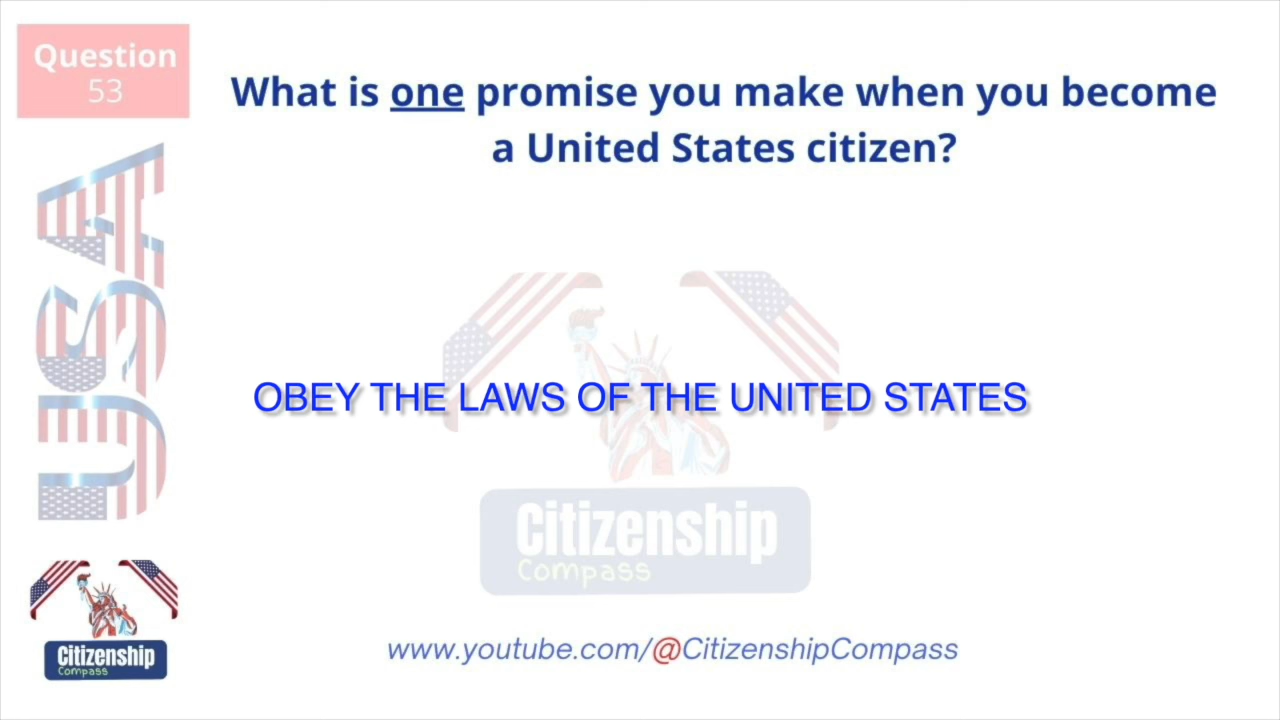 Question
53
What is one promise you make when you become
a United States citizen?
USA
OBEY THE LAWS OF THE UNITED STATES
Citizenship
Compass
Citizenship
Compass
www.youtube.com/@CitizenshipCompass